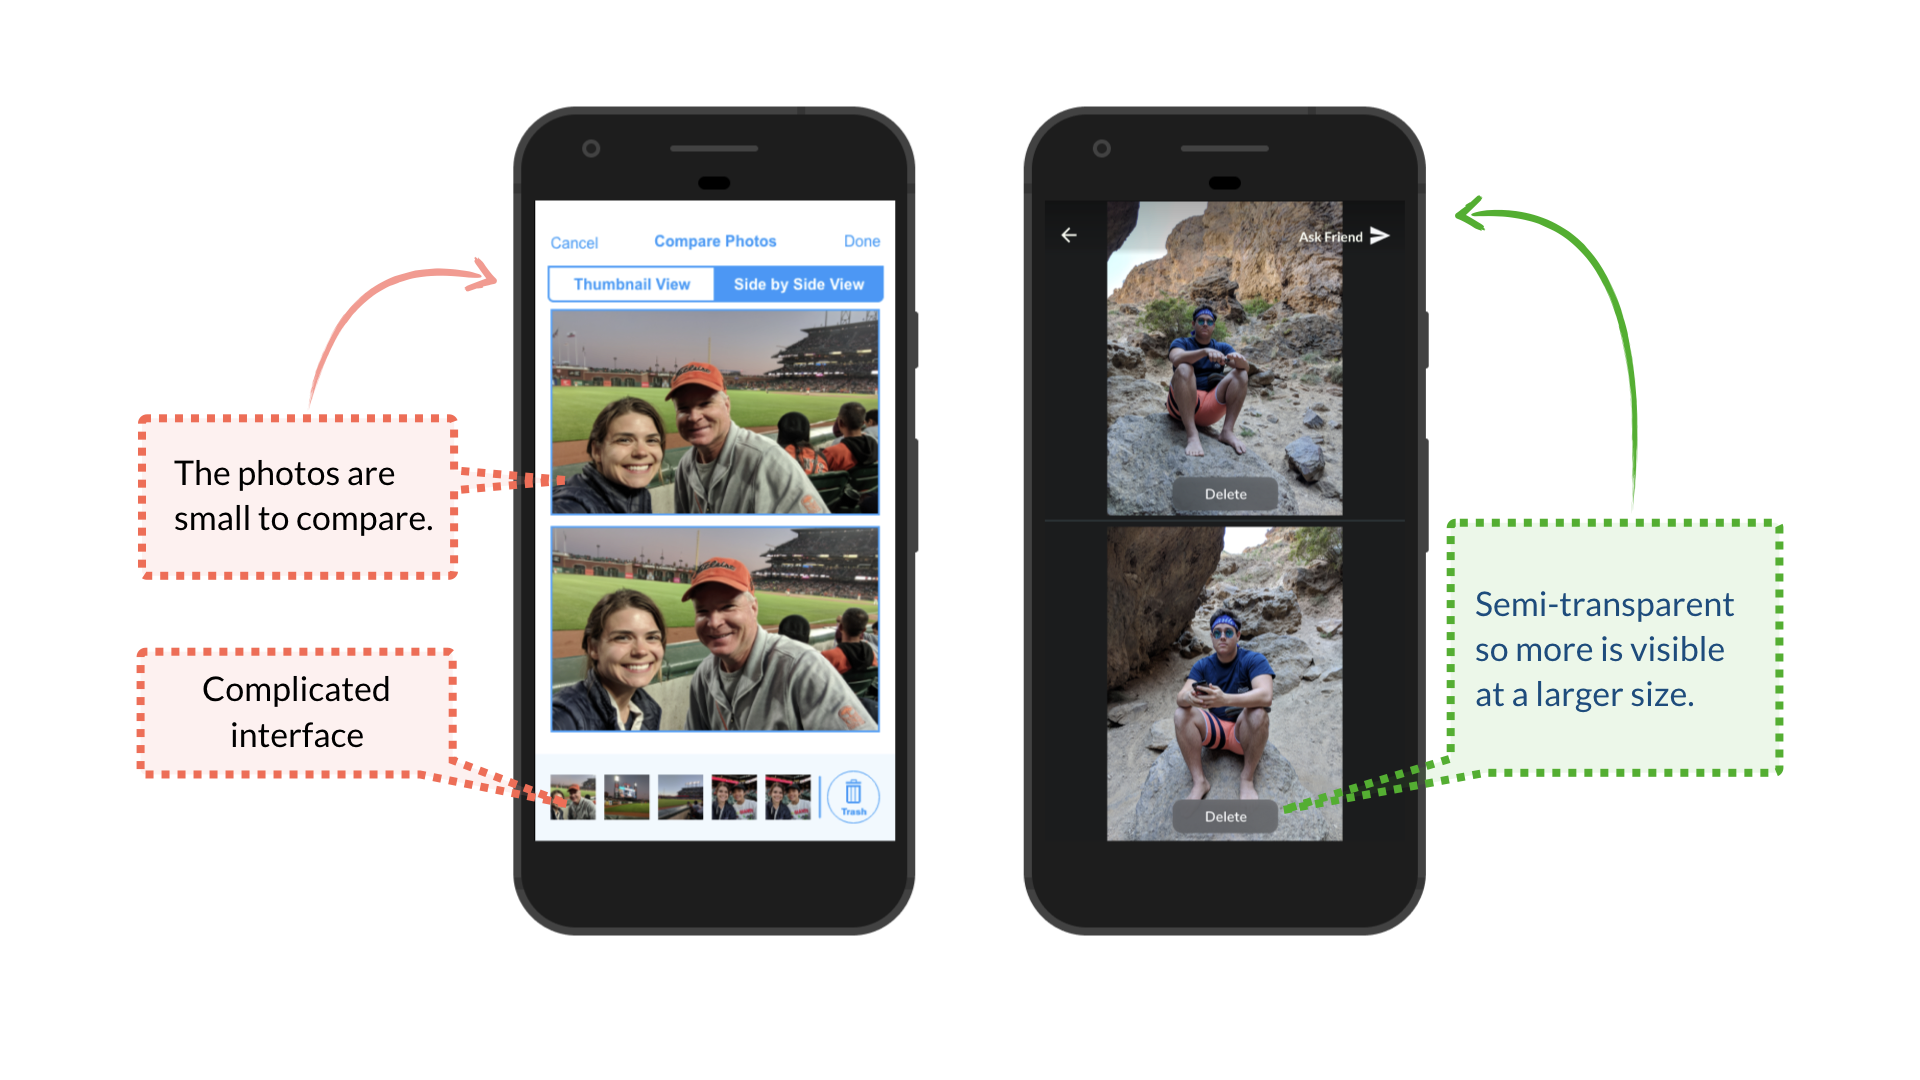 Cancel
Compare Photos
Done
Thumbnail View
Side by Side View
The photos are
small to compare.
Complicated
interface
Trash
Ask Friend
Delete
Delete
Semi-transparent
so more is visible
at a larger size.